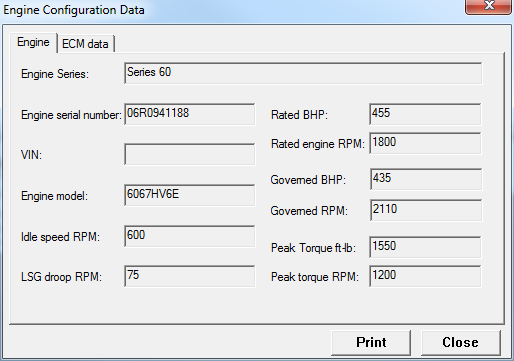 Engine Configuration Data
Engine
ECM data
Engine Series: Series 60
Engine serial number: 06R0941188
Rated BHP: 455
Rated engine RPM: 1800
VIN:
Governed BHP: 435
Engine model: 6067HV6E
Governed RPM: 2110
Idle speed RPM: 600
Peak Torque ft-lb: 1550
LSG droop RPM: 75
Peak torque RPM: 1200
Print
Close